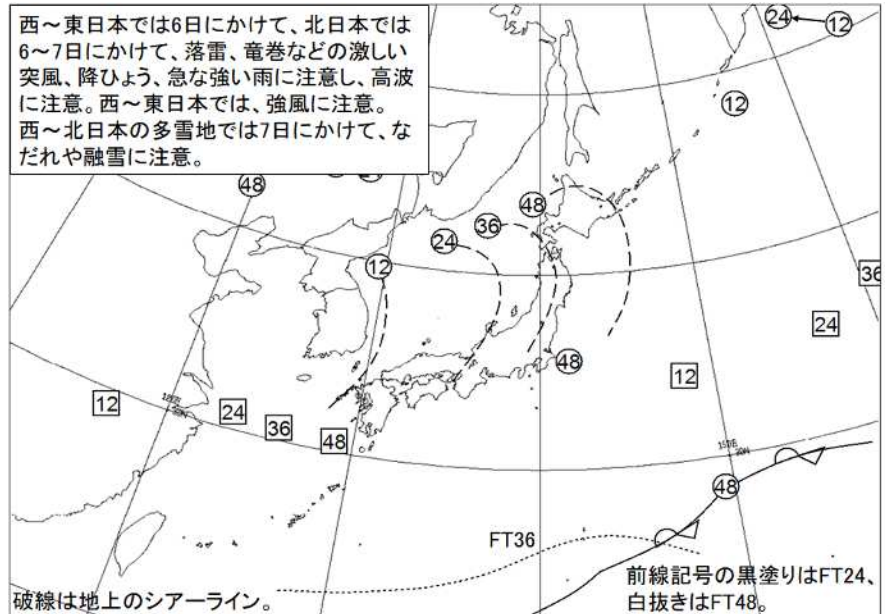 西～東日本では6日にかけて、北日本では
6～7日にかけて、落雷、竜巻などの激しい
突風、降ひょう、急な強い雨に注意し、高波
に注意。西～東日本では、強風に注意。
西～北日本の多雪地では7日にかけて、な
だれや融雪に注意。
24
12
12
48
48
36
24
12
36
24
48
12
12
24
36
48
150E
30N
48
FT36
破線は地上のシアーライン。
前線記号の黒塗りはFT24、
白抜きはFT48。